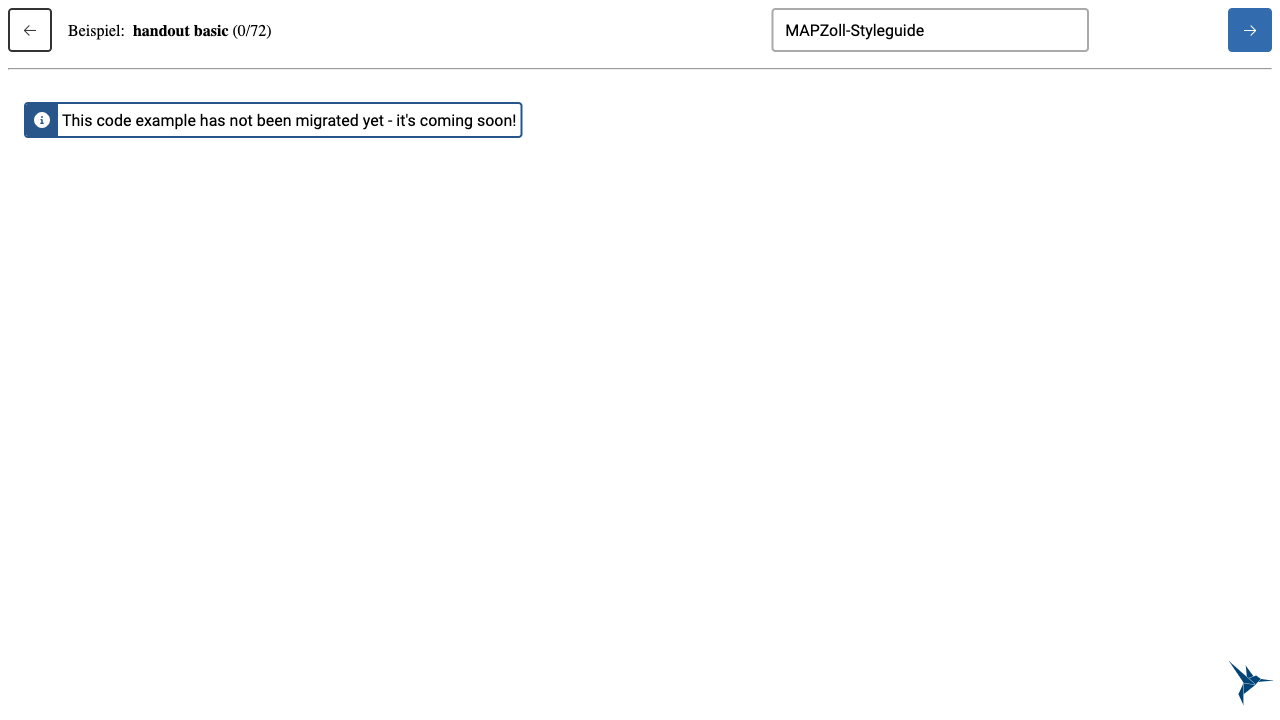 Beispiel: handout basic (0/72)
MAPZoll-Styleguide
This code example has not been migrated yet - it's coming soon!